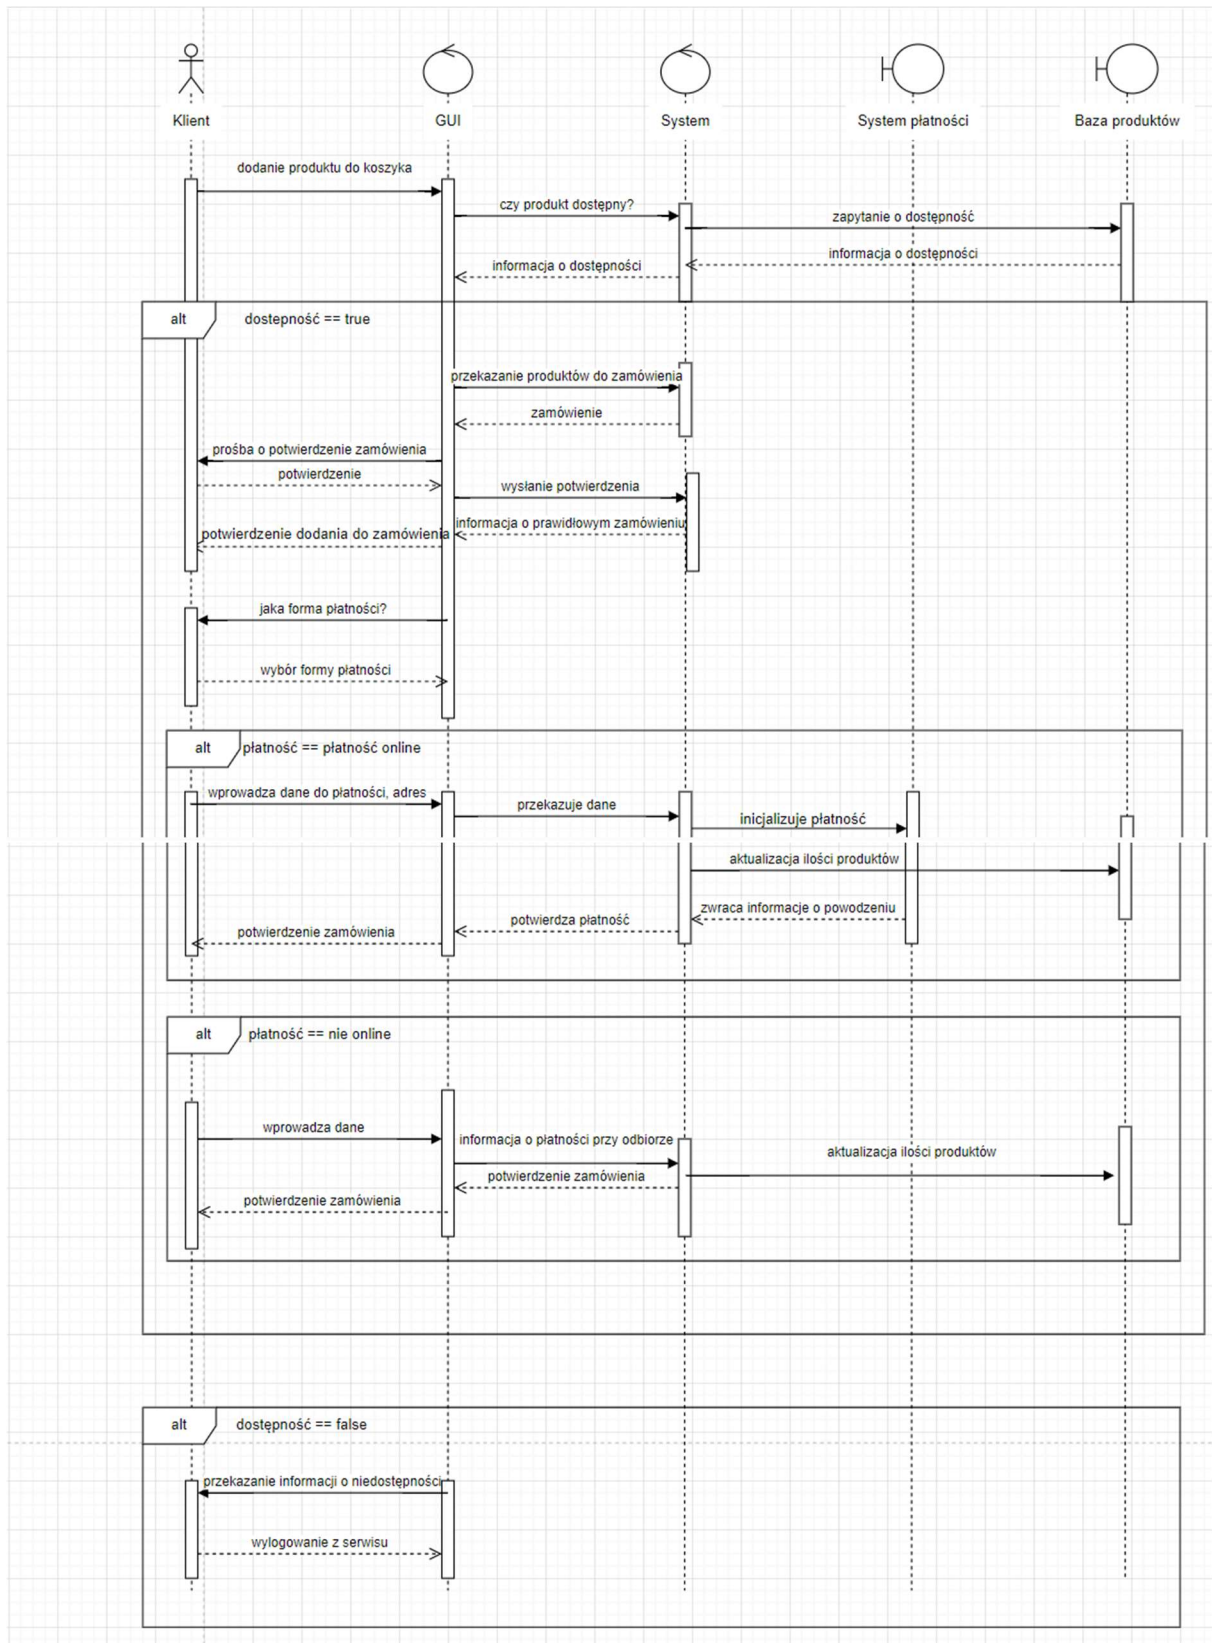 Klient
GUI
System
System płatności
Baza produktów
dodanie produktu do koszyka
czy produkt dostępny?
zapytanie o dostępność
informacja o dostępności
informacja o dostępności
alt
dostepność == true
przekazanie produktów do zamówienia
zamówienie
prośba o potwierdzenie zamówienia
potwierdzenie
wysłanie potwierdzenia
informacja o prawidłowym zamówieniu
potwierdzenie dodania do zamówienia
jaka forma płatności?
wybór formy płatności
alt
płatność == płatność online
wprowadza dane do płatności, adres
przekazuje dane
inicjalizuje płatność
aktualizacja ilości produktów
zwraca informacje o powodzeniu
potwierdza płatność
potwierdzenie zamówienia
alt
płatność == nie online
wprowadza dane
informacja o płatności przy odbiorze
aktualizacja ilości produktów
potwierdzenie zamówienia
potwierdzenie zamówienia
alt
dostępność == false
przekazanie informacji o niedostępności
wylogowanie z serwisu